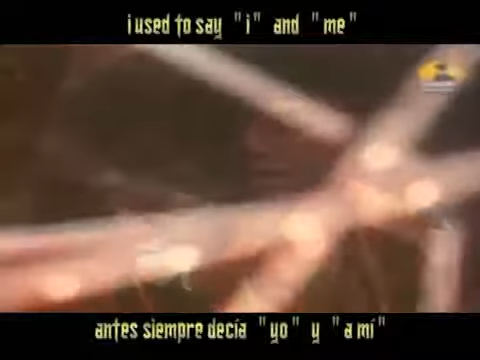 i used to say "i" and "me"
antes siempre decía "yo" y "a mí"